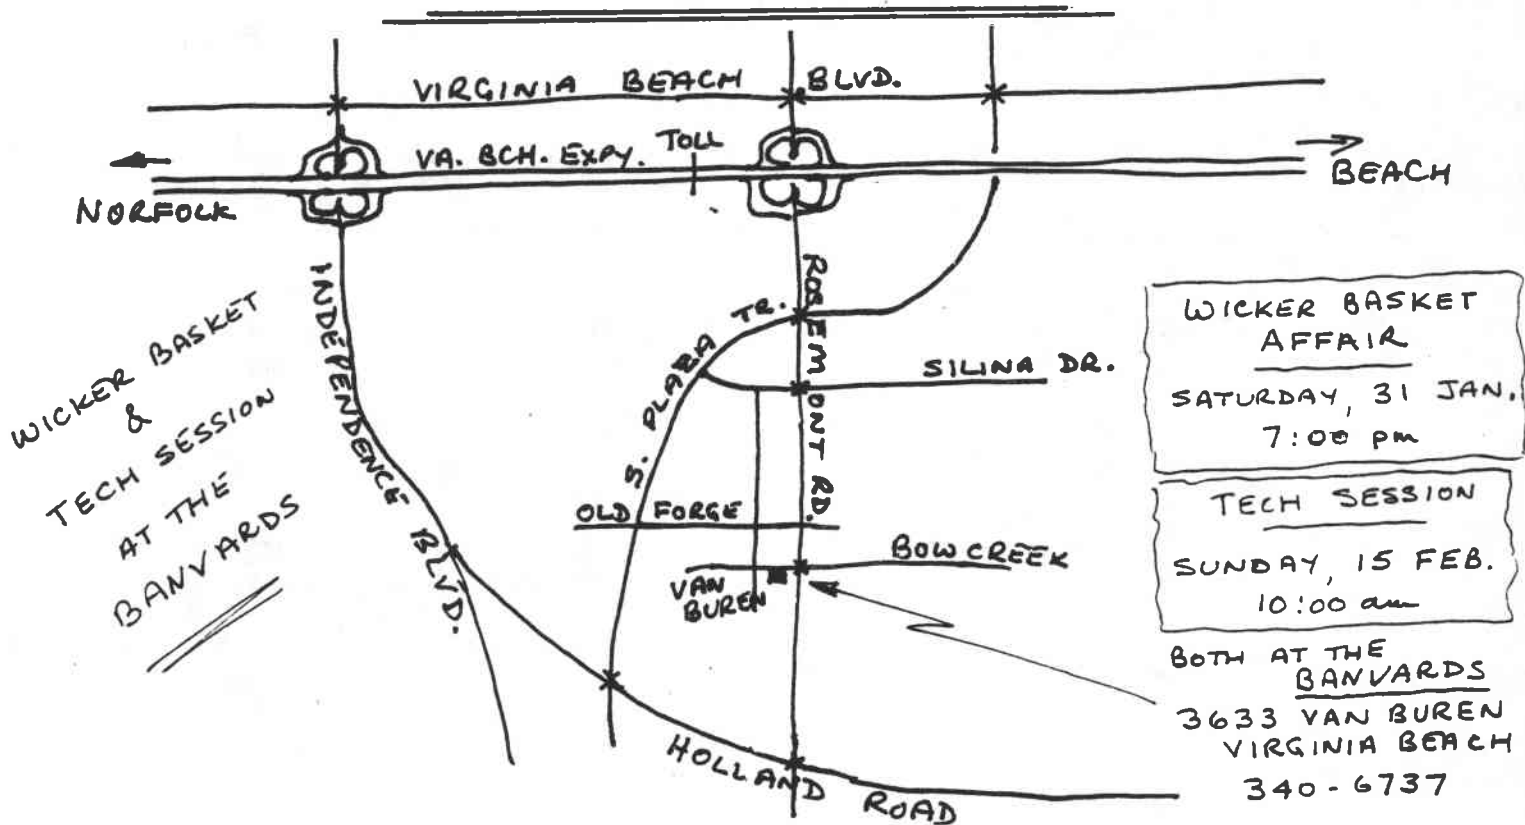 VIRGINIA BEACH BLVD.
VA. BCH. EXPY.
TOLL
NORFOLK
BEACH
INDEPENDENCE BLVD.
ROSEMONT RD.
S. PLAZA TR.
SILINA DR.
OLD FORGE
BOW CREEK
VAN
BUREN
HOLLAND ROAD
WICKER BASKET
&
TECH SESSION
AT THE
BANVARDS
WICKER BASKET
AFFAIR
SATURDAY, 31 JAN.
7:00 pm
TECH SESSION
SUNDAY, 15 FEB.
10:00 am
BOTH AT THE
BANVARDS
3633 VAN BUREN
VIRGINIA BEACH
340-6737